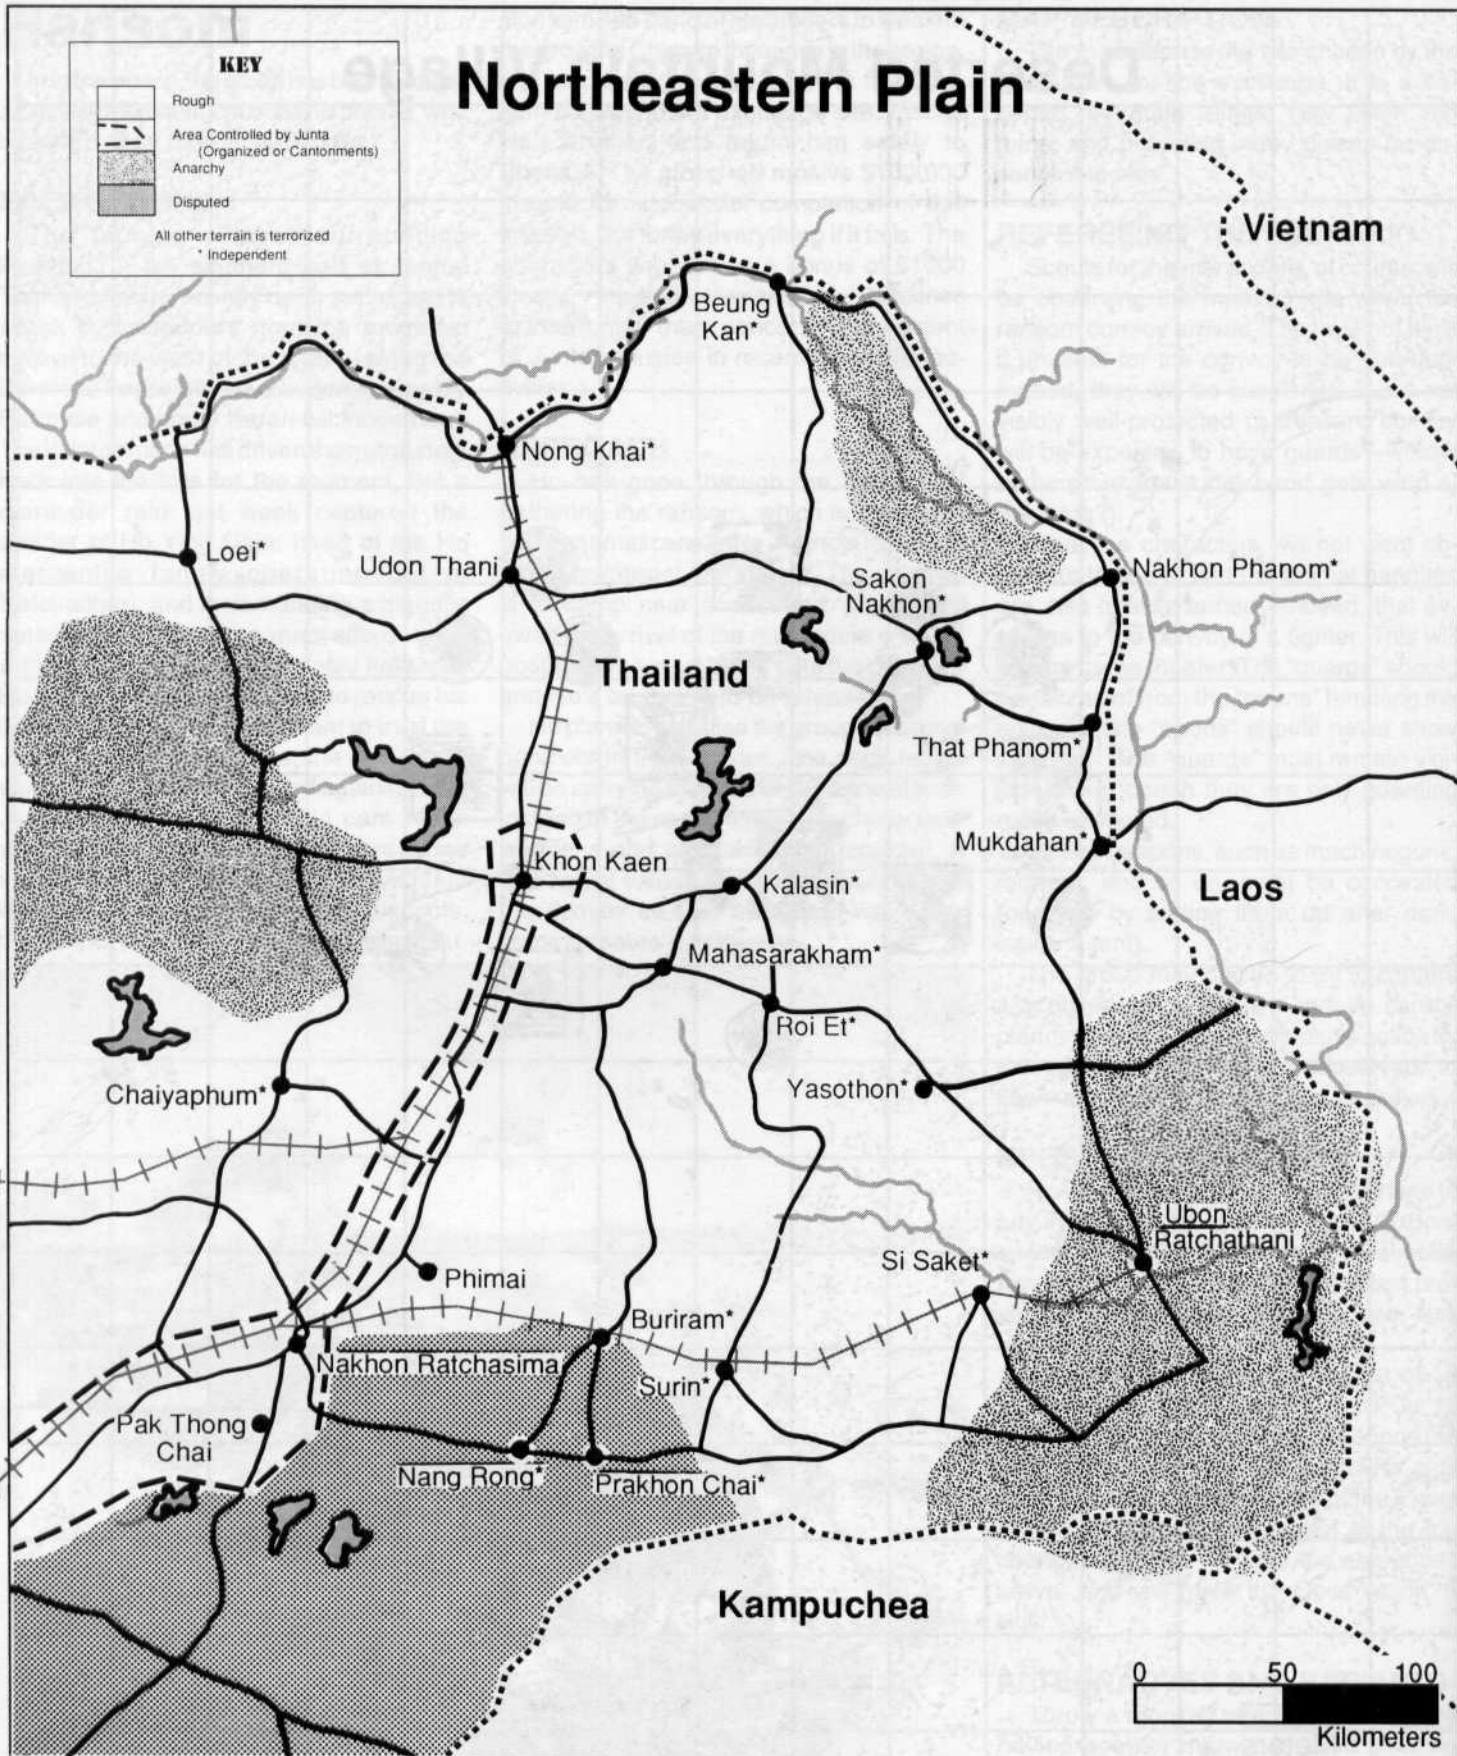 Northeastern Plain
KEY
Rough
Area Controlled by Junta
(Organized or Cantonments)
Anarchy
Disputed
All other terrain is terrorized
* Independent
Vietnam
Beung
Kan*
Nong Khai*
Loei*
Udon Thani
Sakon
Nakhon*
Nakhon Phanom*
Thailand
That Phanom*
Mukdahan*
Khon Kaen
Kalasin*
Laos
Mahasarakham*
Roi Et*
Yasothon*
Chaiyaphum*
Ubon
Ratchathani
Si Saket*
Phimai
Buriram*
Nakhon Ratchasima
Surin*
Pak Thong
Chai
Nang Rong*
Prakhon Chai*
Kampuchea
0 50 100
Kilometers